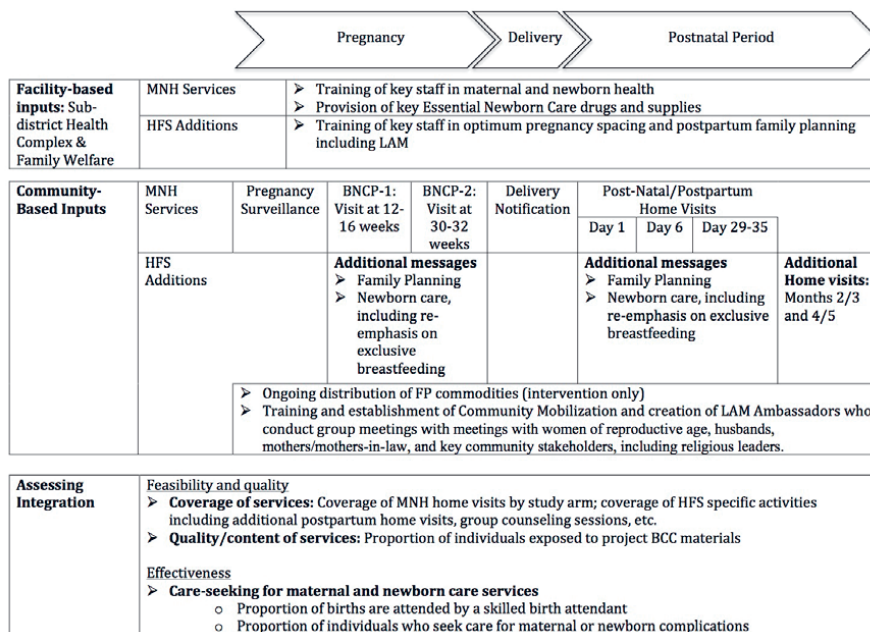 Pregnancy
Delivery
Postnatal Period
Facility-based
inputs: Sub-
district Health
Complex &
Family Welfare
MNH Services
➢ Training of key staff in maternal and newborn health
➢ Provision of key Essential Newborn Care drugs and supplies
HFS Additions
➢ Training of key staff in optimum pregnancy spacing and postpartum family planning
including LAM
Community-
Based Inputs
MNH
Services
Pregnancy
Surveillance
BNCP-1:
Visit at 12-
16 weeks
BNCP-2:
Visit at
30-32
weeks
Delivery
Notification
Post-Natal/Postpartum
Home Visits
Day 1
Day 6
Day 29-35
HFS
Additions
Additional messages
➢ Family Planning
➢ Newborn care,
including re-
emphasis on
exclusive
breastfeeding
Additional messages
➢ Family Planning
➢ Newborn care, including
re-emphasis on exclusive
breastfeeding
Additional
Home visits:
Months 2/3
and 4/5
➢ Ongoing distribution of FP commodities (intervention only)
➢ Training and establishment of Community Mobilization and creation of LAM Ambassadors who
conduct group meetings with meetings with women of reproductive age, husbands,
mothers/mothers-in-law, and key community stakeholders, including religious leaders.
Assessing
Integration
Feasibility and quality
➢ Coverage of services: Coverage of MNH home visits by study arm; coverage of HFS specific activities
including additional postpartum home visits, group counseling sessions, etc.
➢ Quality/content of services: Proportion of individuals exposed to project BCC materials
Effectiveness
➢ Care-seeking for maternal and newborn care services
o Proportion of births are attended by a skilled birth attendant
o Proportion of individuals who seek care for maternal or newborn complications